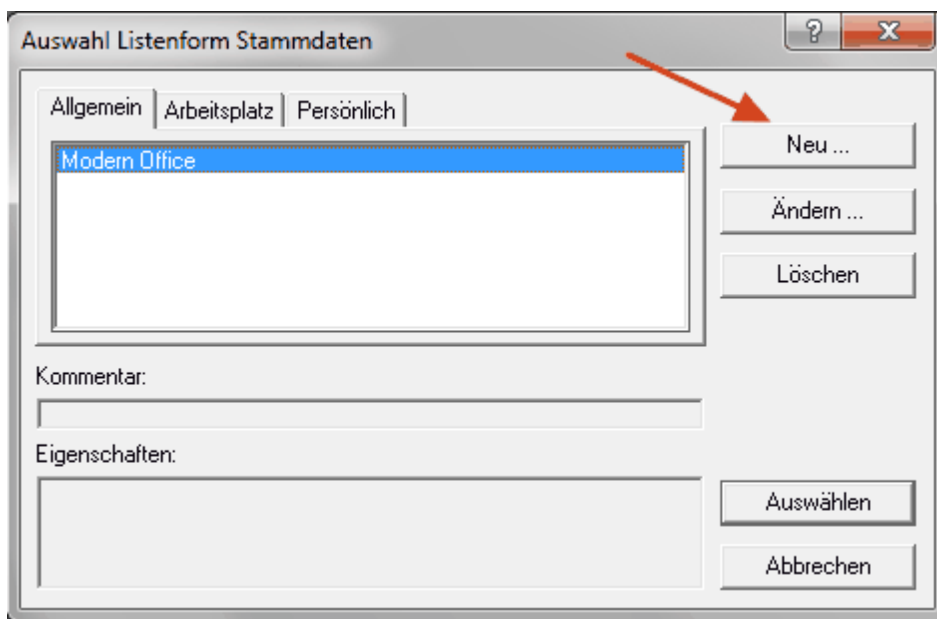 Auswahl Listenform Stammdaten
Allgemein Arbeitsplatz Persönlich
Modern Office
Neu ...
Ändern ...
Löschen
Kommentar:
Eigenschaften:
Auswählen
Abbrechen